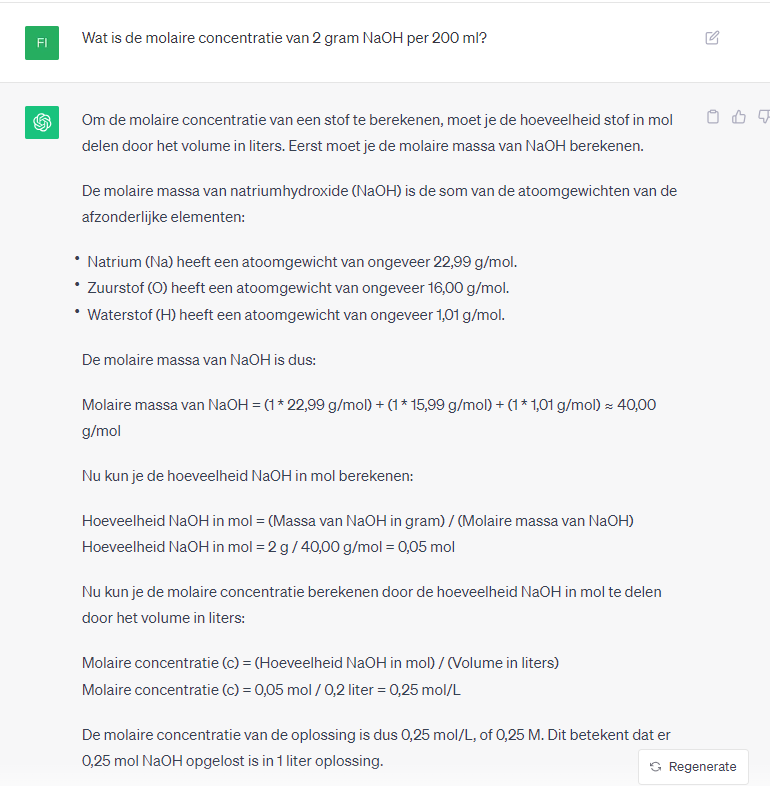 FI
Wat is de molaire concentratie van 2 gram NaOH per 200 ml?
Om de molaire concentratie van een stof te berekenen, moet je de hoeveelheid stof in mol
delen door het volume in liters. Eerst moet je de molaire massa van NaOH berekenen.
De molaire massa van natriumhydroxide (NaOH) is de som van de atoomgewichten van de
afzonderlijke elementen:
• Natrium (Na) heeft een atoomgewicht van ongeveer 22,99 g/mol.
• Zuurstof (O) heeft een atoomgewicht van ongeveer 16,00 g/mol.
• Waterstof (H) heeft een atoomgewicht van ongeveer 1,01 g/mol.
De molaire massa van NaOH is dus:
Molaire massa van NaOH = (1 * 22,99 g/mol) + (1 * 15,99 g/mol) + (1 * 1,01 g/mol) ≈ 40,00
g/mol
Nu kun je de hoeveelheid NaOH in mol berekenen:
Hoeveelheid NaOH in mol = (Massa van NaOH in gram) / (Molaire massa van NaOH)
Hoeveelheid NaOH in mol = 2 g / 40,00 g/mol = 0,05 mol
Nu kun je de molaire concentratie berekenen door de hoeveelheid NaOH in mol te delen
door het volume in liters:
Molaire concentratie (c) = (Hoeveelheid NaOH in mol) / (Volume in liters)
Molaire concentratie (c) = 0,05 mol / 0,2 liter = 0,25 mol/L
De molaire concentratie van de oplossing is dus 0,25 mol/L, of 0,25 M. Dit betekent dat er
0,25 mol NaOH opgelost is in 1 liter oplossing.
Regenerate